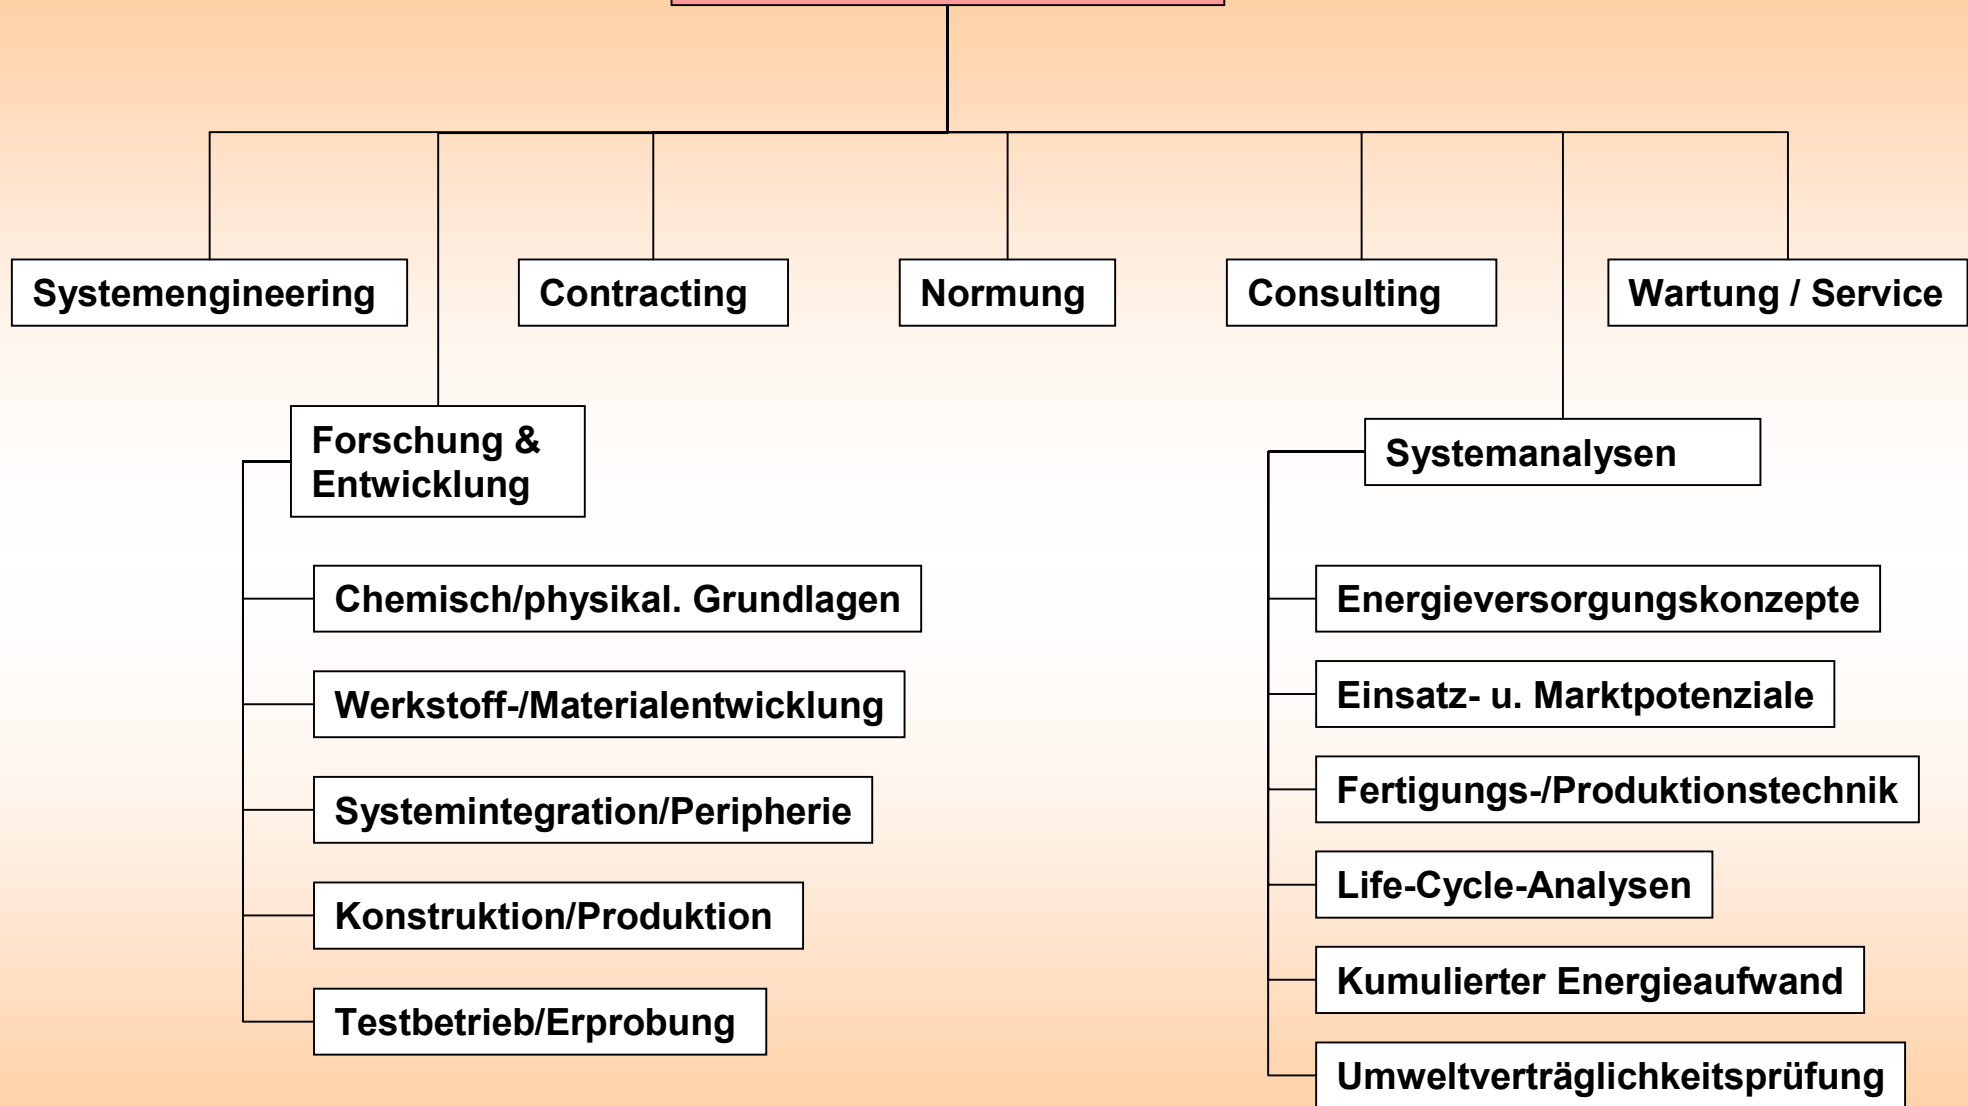 Systemengineering
Contracting
Normung
Consulting
Wartung / Service
Forschung &
Entwicklung
Chemisch/physikal. Grundlagen
Werkstoff-/Materialentwicklung
Systemintegration/Peripherie
Konstruktion/Produktion
Testbetrieb/Erprobung
Systemanalysen
Energieversorgungskonzepte
Einsatz- u. Marktpotenziale
Fertigungs-/Produktionstechnik
Life-Cycle-Analysen
Kumulierter Energieaufwand
Umweltverträglichkeitsprüfung